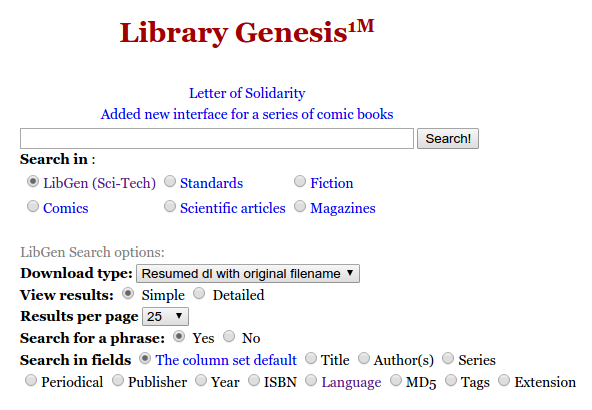 Library Genesis1M
Letter of Solidarity
Added new interface for a series of comic books
Search!
Search in :
LibGen (Sci-Tech) Standards Fiction
Comics Scientific articles Magazines
LibGen Search options:
Download type: Resumed dl with original filename
View results: Simple Detailed
Results per page 25
Search for a phrase: Yes No
Search in fields The column set default Title Author(s) Series
Periodical Publisher Year ISBN Language MD5 Tags Extension